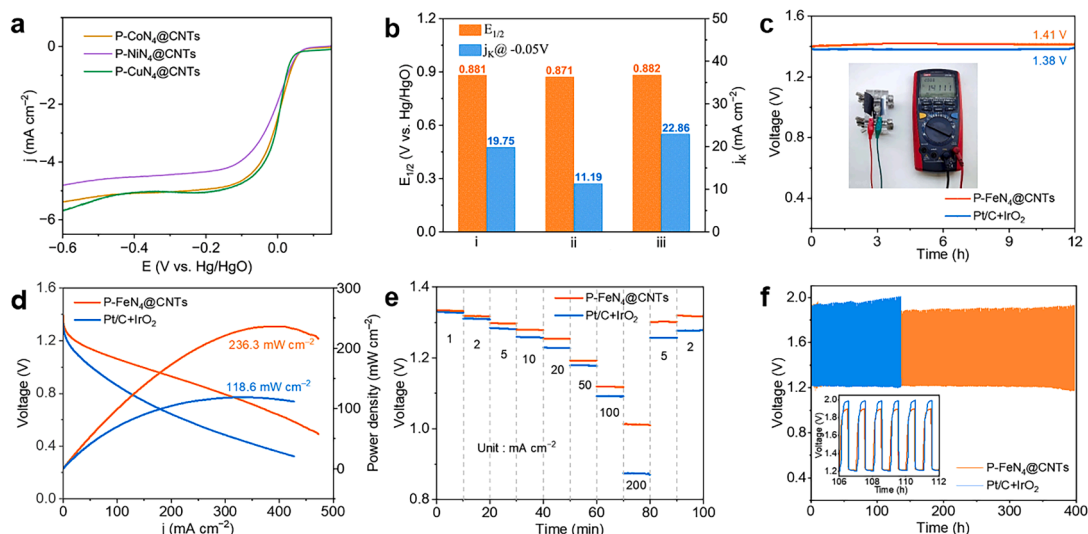 a
P-CoN₄@CNTs
P-NiN₄@CNTs
P-CuN₄@CNTs
j (mA cm⁻²)
0
−2
−4
−6
−0.6
−0.4
−0.2
0.0
E (V vs. Hg/HgO)
b
E₁/₂
jₖ@ -0.05V
E₁/₂ (V vs. Hg/HgO)
1.2
0.9
0.6
0.3
0.0
0.881
19.75
0.871
11.19
0.882
22.86
i
ii
iii
50
40
30
20
10
0
jₖ (mA cm⁻²)
c
Voltage (V)
1.6
1.2
0.8
0.4
1.41 V
1.38 V
P-FeN₄@CNTs
Pt/C+IrO₂
0
3
6
9
12
Time (h)
d
P-FeN₄@CNTs
Pt/C+IrO₂
Voltage (V)
1.6
1.2
0.8
0.4
0.0
236.3 mW cm⁻²
118.6 mW cm⁻²
300
200
100
0
Power density (mW cm⁻²)
0
100
200
300
400
500
j (mA cm⁻²)
e
P-FeN₄@CNTs
Pt/C+IrO₂
Voltage (V)
1.4
1.2
1.0
0.8
1
2
5
10
20
50
100
200
5
2
Unit : mA cm⁻²
0
20
40
60
80
100
Time (min)
f
Voltage (V)
2.0
1.6
1.2
0.8
0.4
Voltage (V)
2.0
1.8
1.6
1.4
1.2
106
108
110
112
Time (h)
P-FeN₄@CNTs
Pt/C+IrO₂
0
100
200
300
400
Time (h)